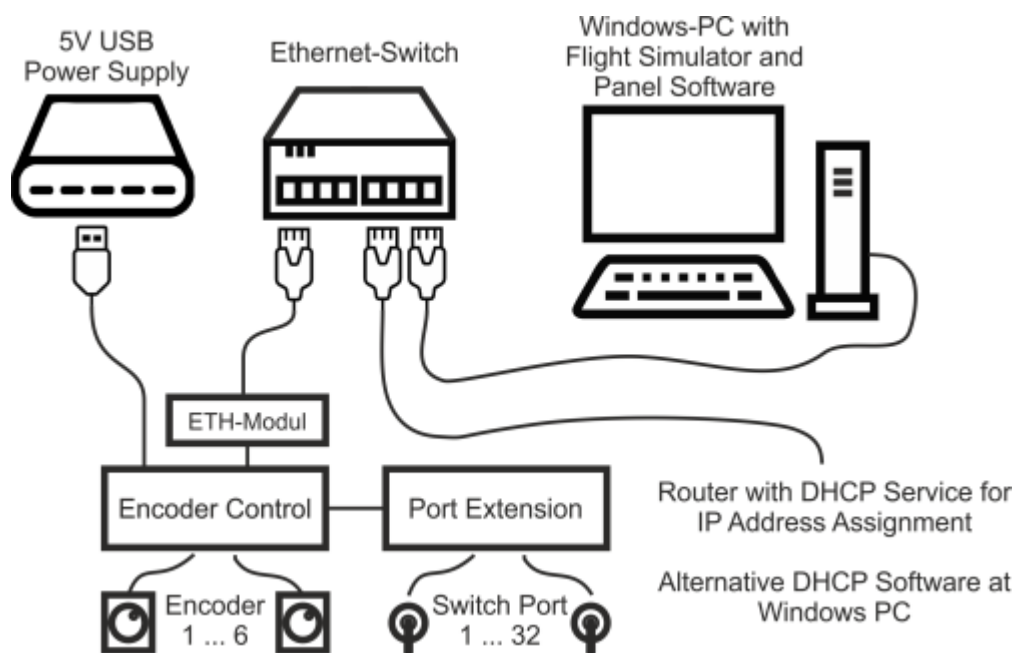 5V USB
Power Supply
Ethernet-Switch
Windows-PC with
Flight Simulator and
Panel Software
ETH-Modul
Encoder Control
Port Extension
Router with DHCP Service for
IP Address Assignment
Encoder
1 ... 6
Switch Port
1 ... 32
Alternative DHCP Software at
Windows PC